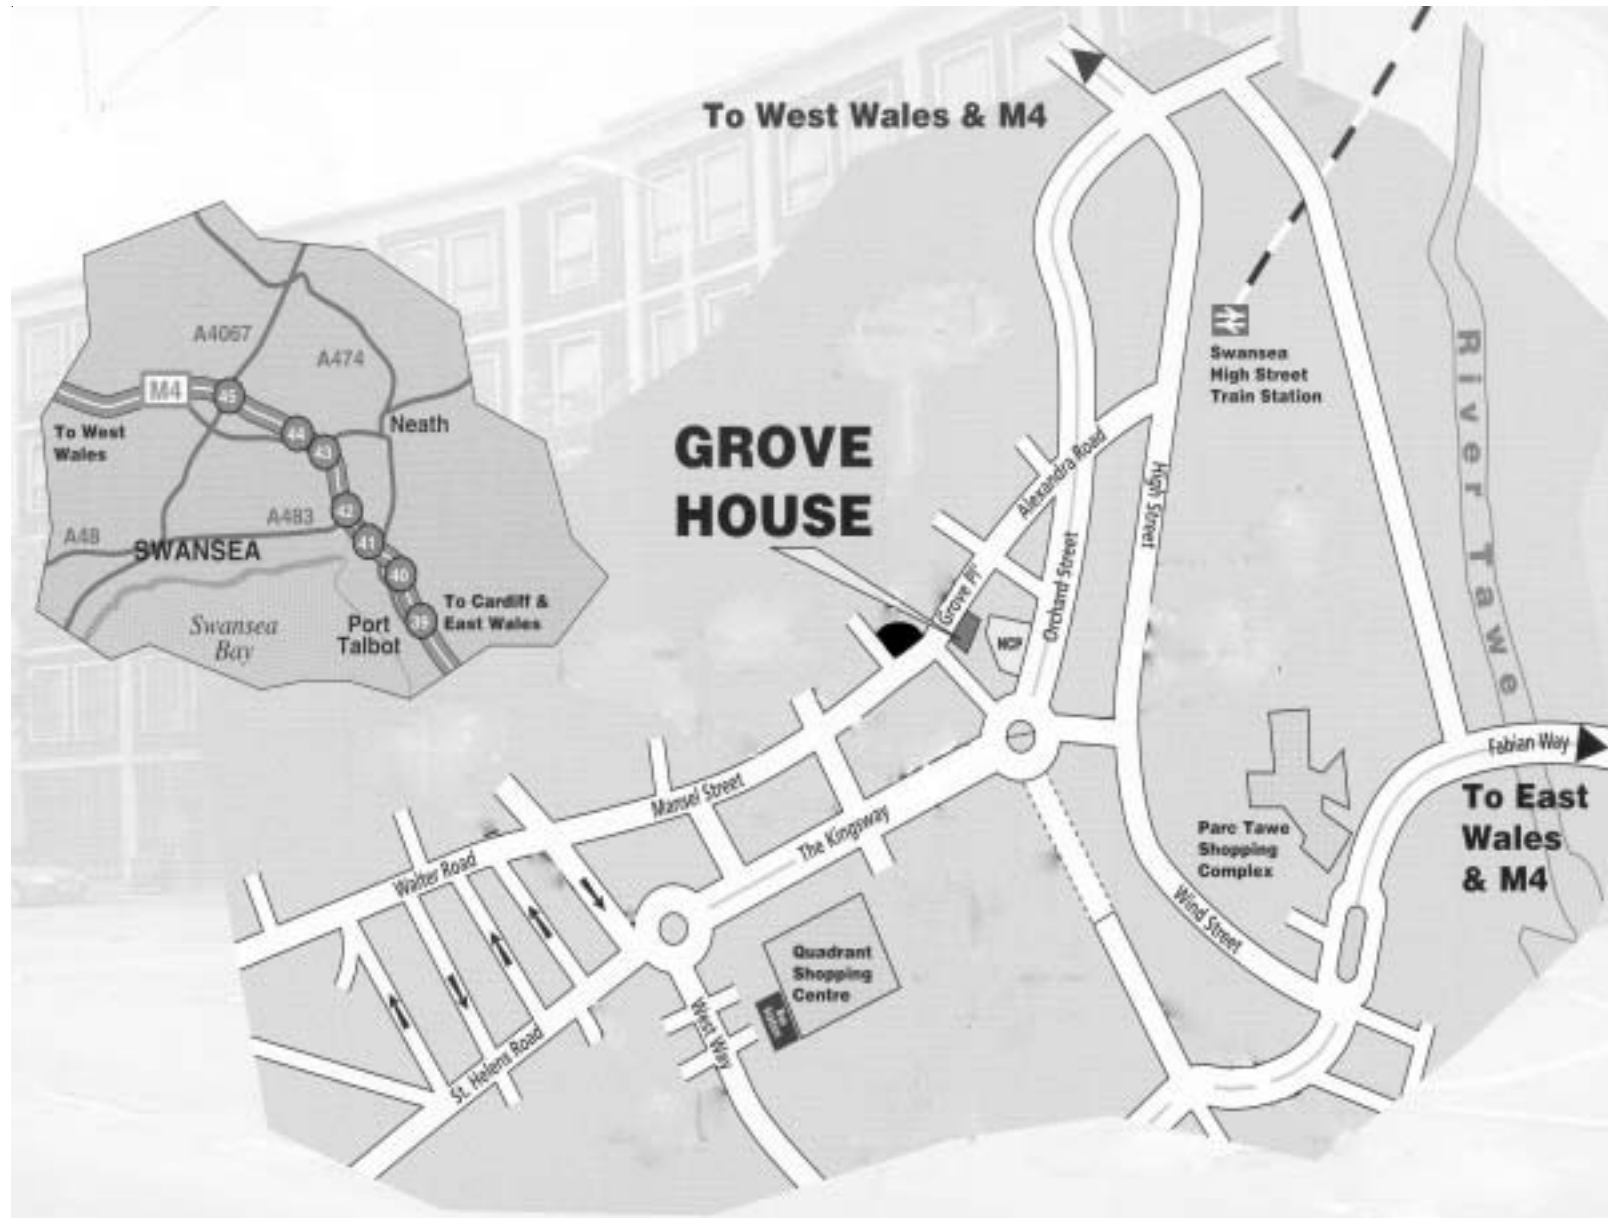 To West Wales & M4
A4067
A474
M4
45
44
43
42
41
40
39
Neath
To West
Wales
A483
A48
SWANSEA
To Cardiff &
East Wales
Port
Talbot
Swansea
Bay
GROVE
HOUSE
Swansea
High Street
Train Station
River Tawe
Alexandra Road
High Street
Orchard Street
Grove Pl
NCP
Fabian Way
To East
Wales
& M4
Mansel Street
The Kingsway
Parc Tawe
Shopping
Complex
Walter Road
Wind Street
Quadrant
Shopping
Centre
West Way
St. Helens Road